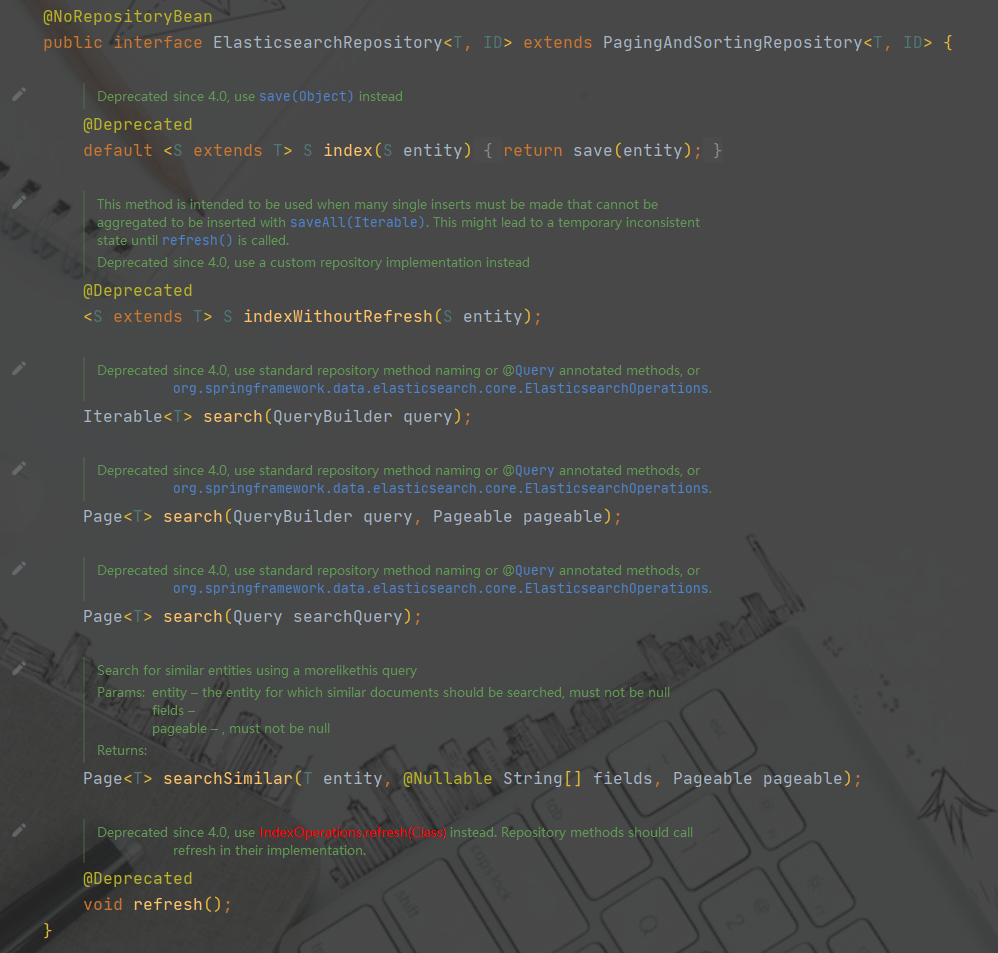 @NoRepositoryBean
public interface ElasticsearchRepository<T, ID> extends PagingAndSortingRepository<T, ID> {
Deprecated since 4.0, use save(Object) instead
@Deprecated
default <S extends T> S index(S entity) { return save(entity); }
This method is intended to be used when many single inserts must be made that cannot be
aggregated to be inserted with saveAll(Iterable). This might lead to a temporary inconsistent
state until refresh() is called.
Deprecated since 4.0, use a custom repository implementation instead
@Deprecated
<S extends T> S indexWithoutRefresh(S entity);
Deprecated since 4.0, use standard repository method naming or @Query annotated methods, or
org.springframework.data.elasticsearch.core.ElasticsearchOperations.
Iterable<T> search(QueryBuilder query);
Deprecated since 4.0, use standard repository method naming or @Query annotated methods, or
org.springframework.data.elasticsearch.core.ElasticsearchOperations.
Page<T> search(QueryBuilder query, Pageable pageable);
Deprecated since 4.0, use standard repository method naming or @Query annotated methods, or
org.springframework.data.elasticsearch.core.ElasticsearchOperations.
Page<T> search(Query searchQuery);
Search for similar entities using a morelikethis query
Params: entity – the entity for which similar documents should be searched, must not be null
fields –
pageable – , must not be null
Returns:
Page<T> searchSimilar(T entity, @Nullable String[] fields, Pageable pageable);
Deprecated since 4.0, use IndexOperations.refresh(Class) instead. Repository methods should call
refresh in their implementation.
@Deprecated
void refresh();
}
esc
tab
caps lock
shift